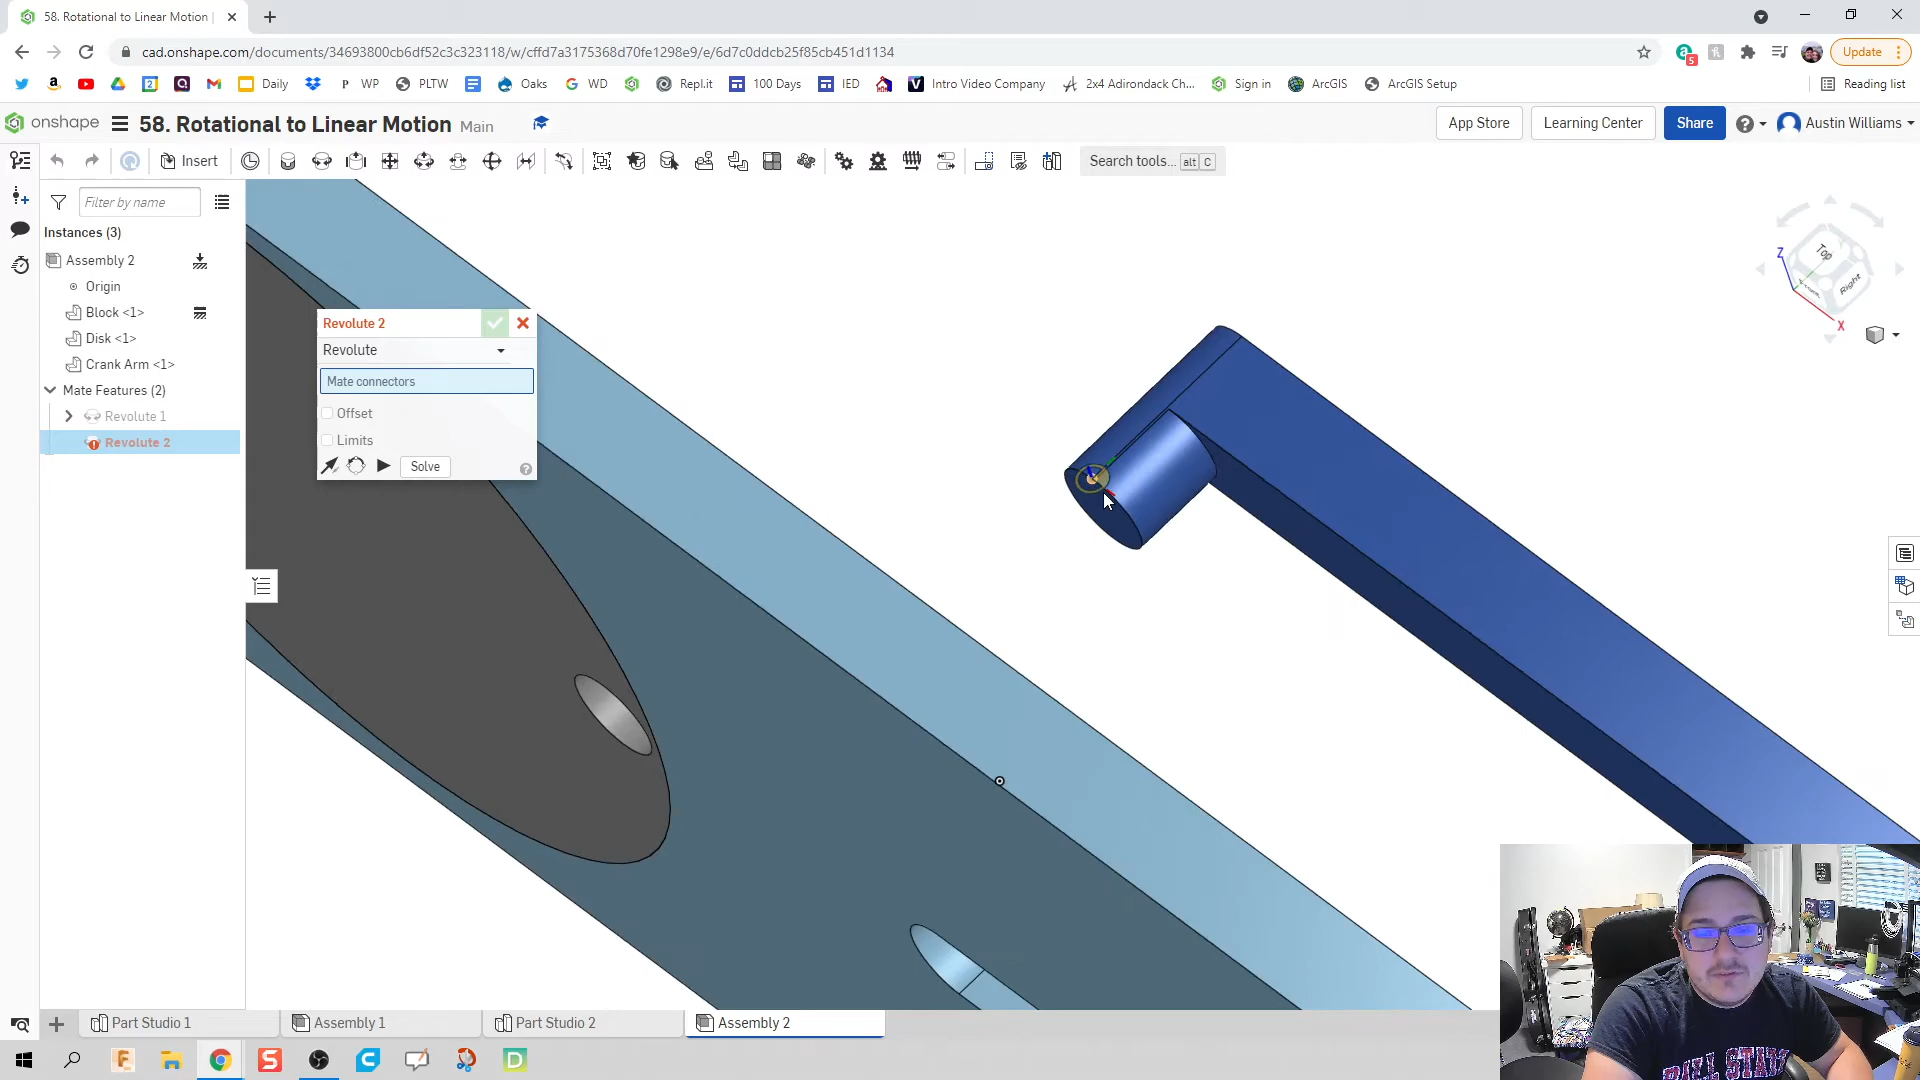 58. Rotational to Linear Motion |
cad.onshape.com/documents/34693800cb6df52c3c323118/w/cffd7a3175368d70fe1298e9/e/6d7c0ddcb25f85cb451d1134
5
Update
Daily
WP
PLTW
Oaks
WD
Repl.it
100 Days
IED
Intro Video Company
2x4 Adirondack Ch...
Sign in
ArcGIS
ArcGIS Setup
Reading list
onshape
58. Rotational to Linear Motion Main
App Store
Learning Center
Share
Austin Williams
Insert
Search tools... alt C
Filter by name
Instances (3)
Assembly 2
Origin
Block <1>
Disk <1>
Crank Arm <1>
Mate Features (2)
Revolute 1
Revolute 2
Revolute 2
Revolute
Mate connectors
Offset
Limits
Solve
Z
Top
Right
X
Part Studio 1
Assembly 1
Part Studio 2
Assembly 2
BALL STATE